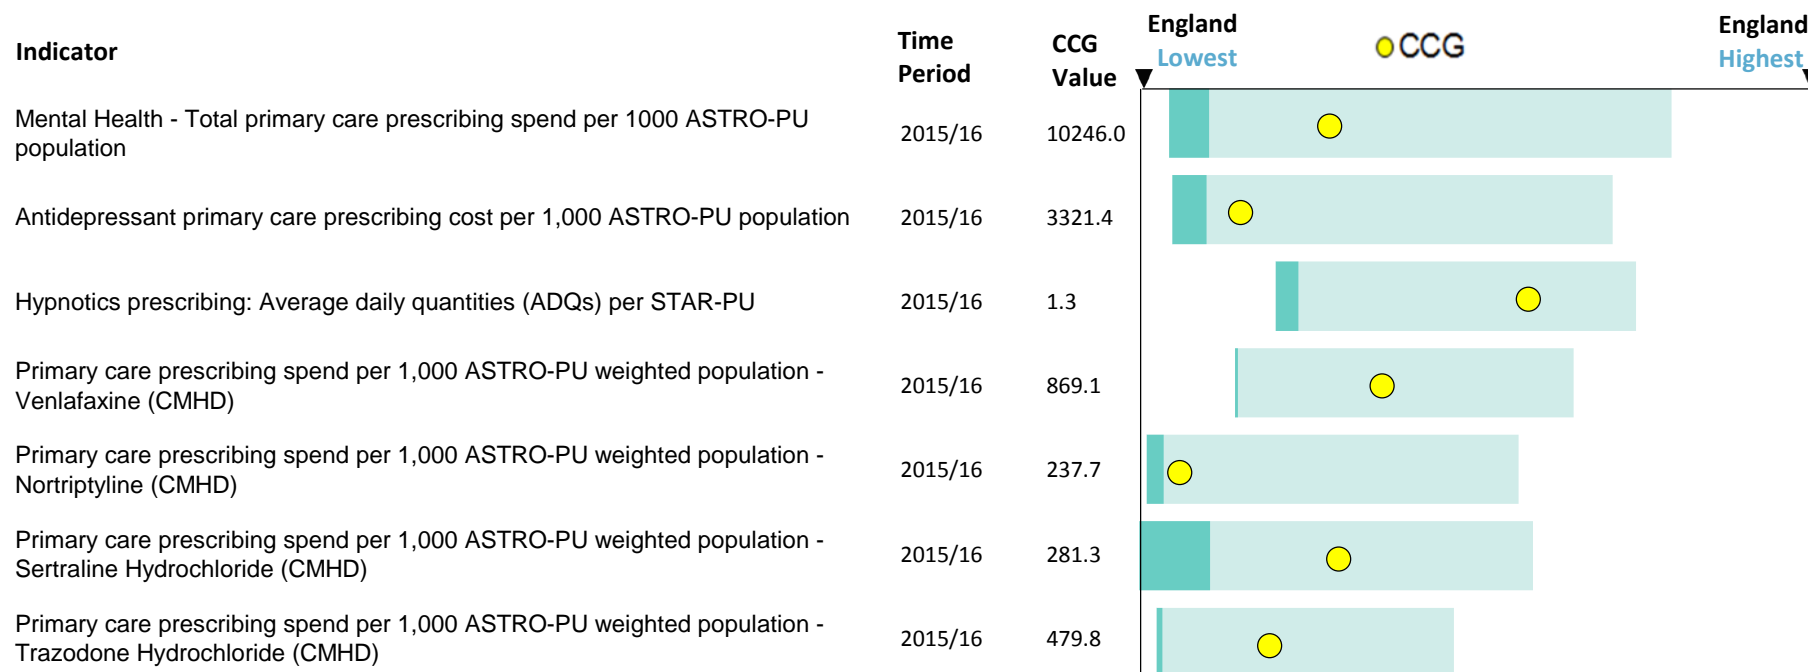 Indicator
Time Period
CCG Value
England Lowest
CCG
England Highest
Mental Health - Total primary care prescribing spend per 1000 ASTRO-PU
population
2015/16
10246.0
Antidepressant primary care prescribing cost per 1,000 ASTRO-PU population
2015/16
3321.4
Hypnotics prescribing: Average daily quantities (ADQs) per STAR-PU
2015/16
1.3
Primary care prescribing spend per 1,000 ASTRO-PU weighted population -
Venlafaxine (CMHD)
2015/16
869.1
Primary care prescribing spend per 1,000 ASTRO-PU weighted population -
Nortriptyline (CMHD)
2015/16
237.7
Primary care prescribing spend per 1,000 ASTRO-PU weighted population -
Sertraline Hydrochloride (CMHD)
2015/16
281.3
Primary care prescribing spend per 1,000 ASTRO-PU weighted population -
Trazodone Hydrochloride (CMHD)
2015/16
479.8